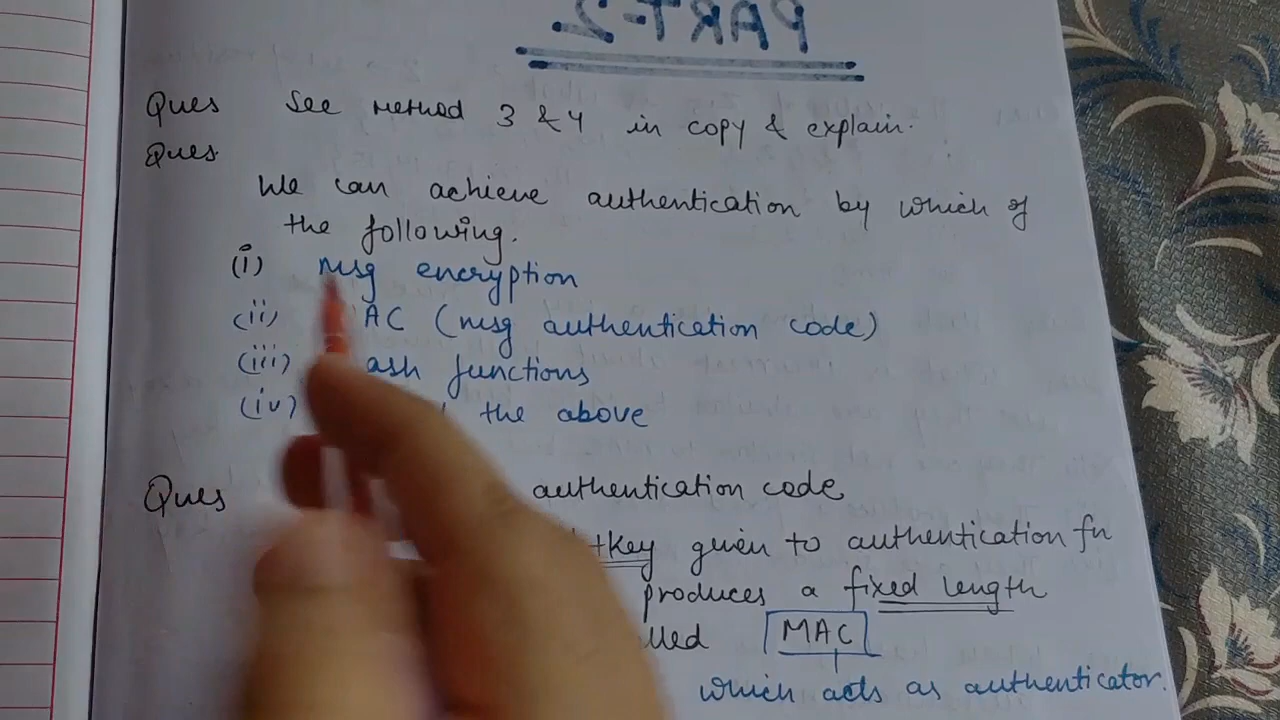 PART-2
Ques See method 3 & 4 in copy & explain.
Ques
We can achieve authentication by which of
the following.
(i) msg encryption
(ii) AC (msg authentication code)
(iii) ash functions
(iv) the above
Ques authentication code
+key given to authentication fn
produces a fixed length
lled MAC
which acts as authenticator.